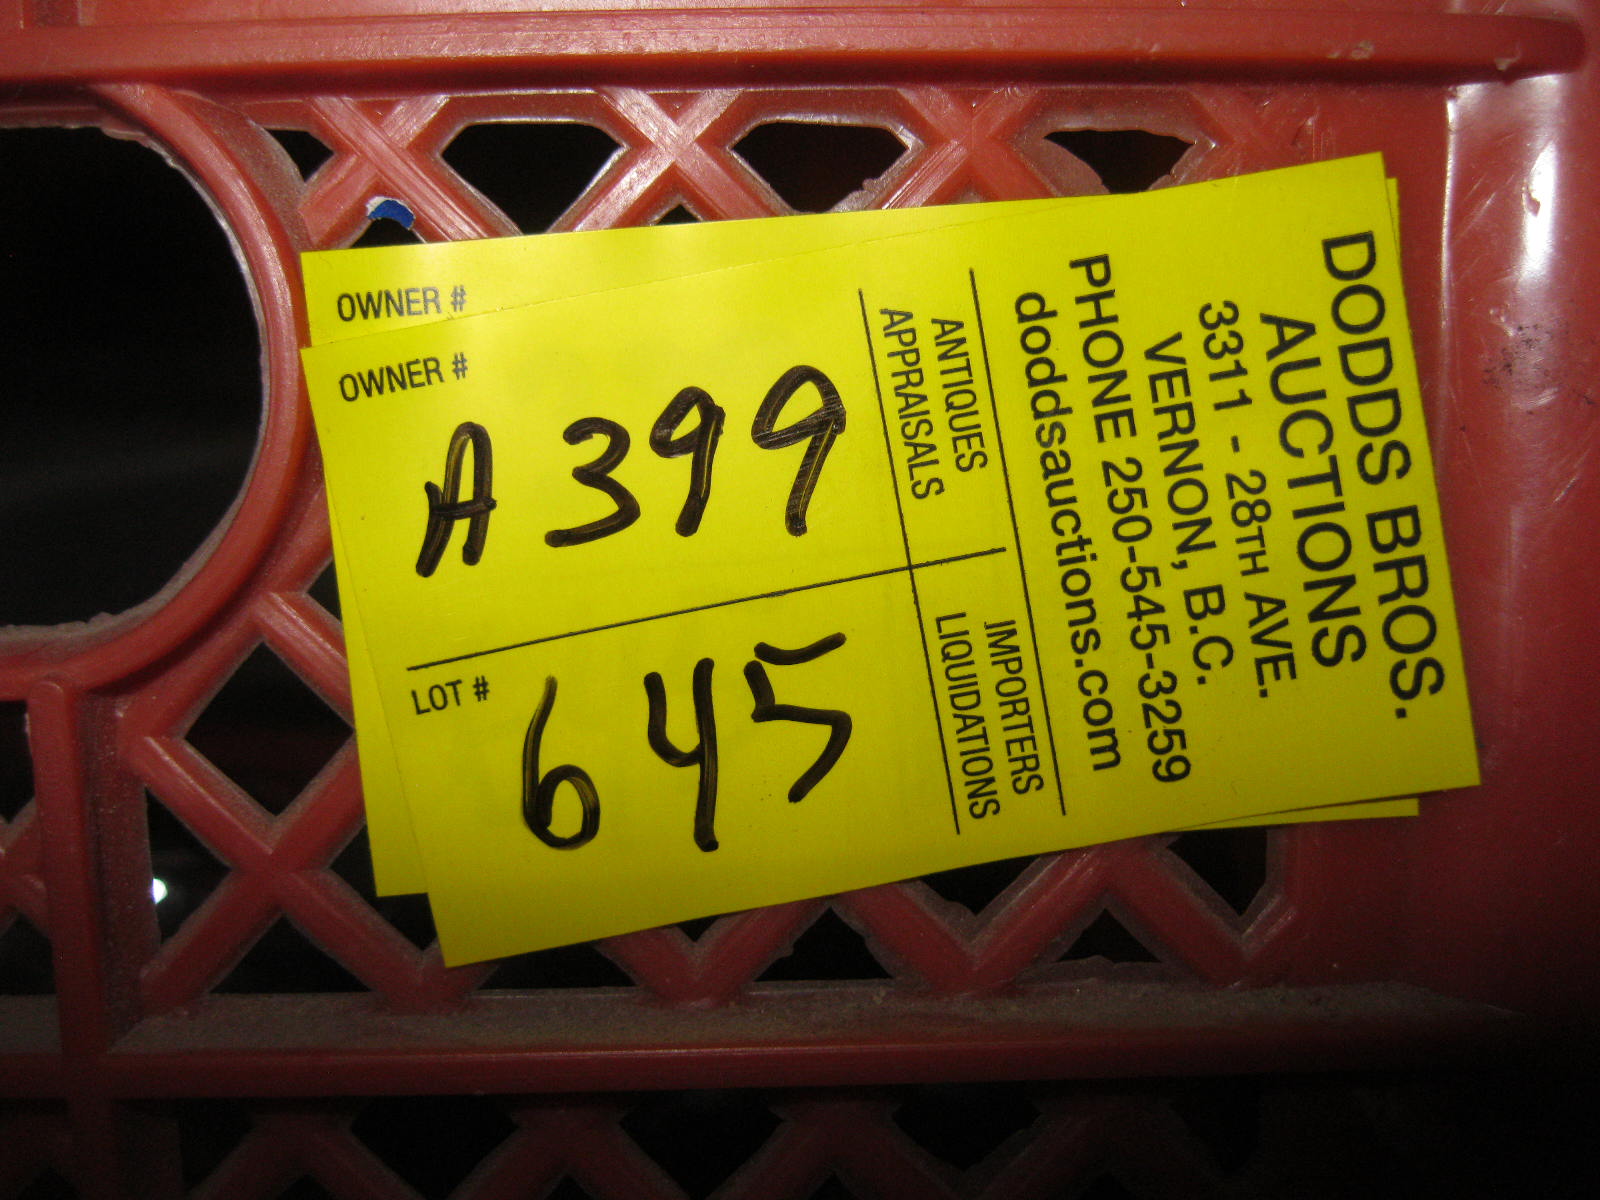 OWNER #
OWNER #
A399
LOT #
645
ANTIQUES
APPRAISALS
IMPORTERS
LIQUIDATIONS
DODDS BROS.
AUCTIONS
3311 - 28TH AVE.
VERNON, B.C.
PHONE 250-545-3259
doddsauctions.com